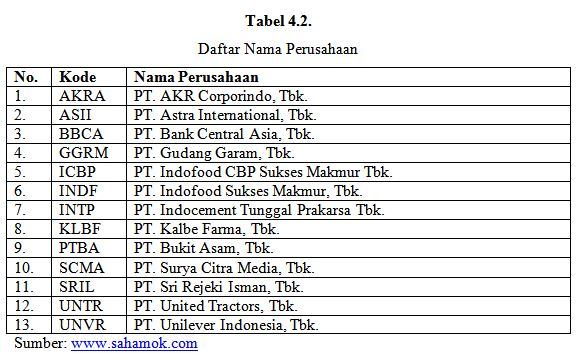 Tabel 4.2.
Daftar Nama Perusahaan
No. Kode Nama Perusahaan
1. AKRA PT. AKR Corporindo, Tbk.
2. ASII PT. Astra International, Tbk.
3. BBCA PT. Bank Central Asia, Tbk.
4. GGRM PT. Gudang Garam, Tbk.
5. ICBP PT. Indofood CBP Sukses Makmur Tbk.
6. INDF PT. Indofood Sukses Makmur, Tbk.
7. INTP PT. Indocement Tunggal Prakarsa Tbk.
8. KLBF PT. Kalbe Farma, Tbk.
9. PTBA PT. Bukit Asam, Tbk.
10. SCMA PT. Surya Citra Media, Tbk.
11. SRIL PT. Sri Rejeki Isman, Tbk.
12. UNTR PT. United Tractors, Tbk.
13. UNVR PT. Unilever Indonesia, Tbk.
Sumber: www.sahamok.com